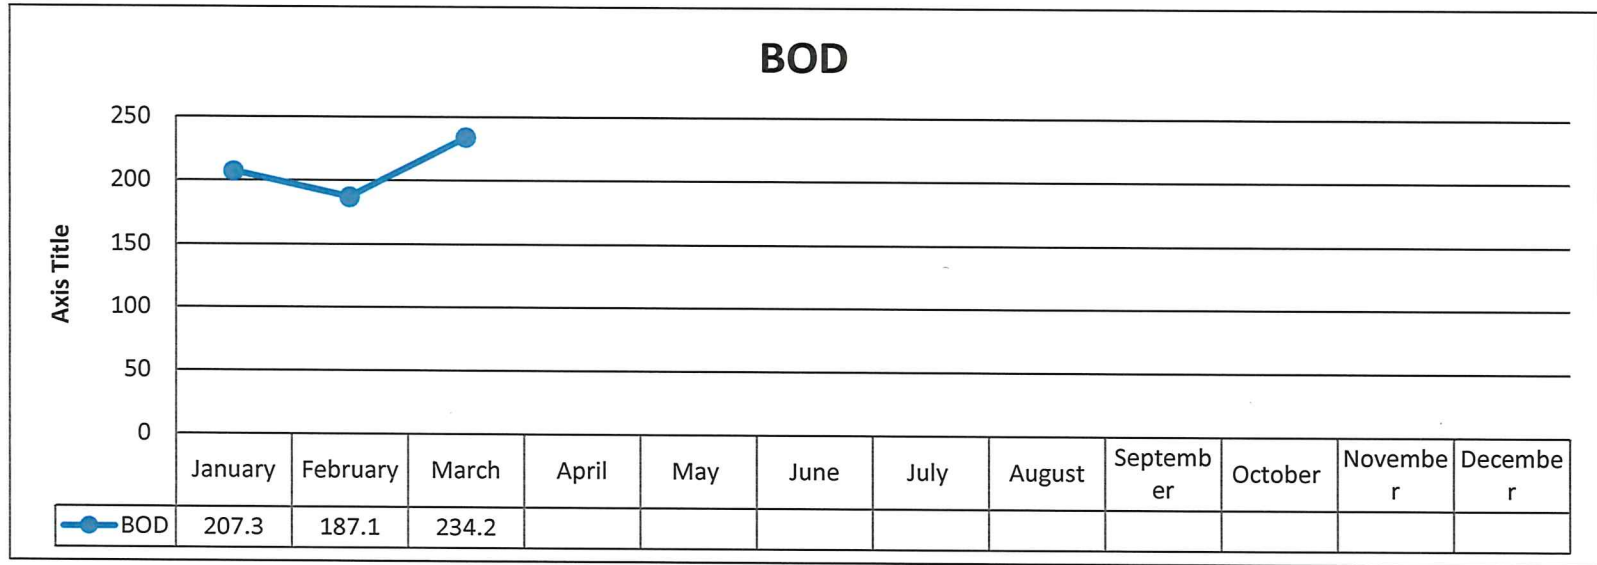 BOD
250
200
150
100
50
0
Axis Title
January February March April May June July August Septemb
er October Novembe
r Decembe
r
BOD 207.3 187.1 234.2